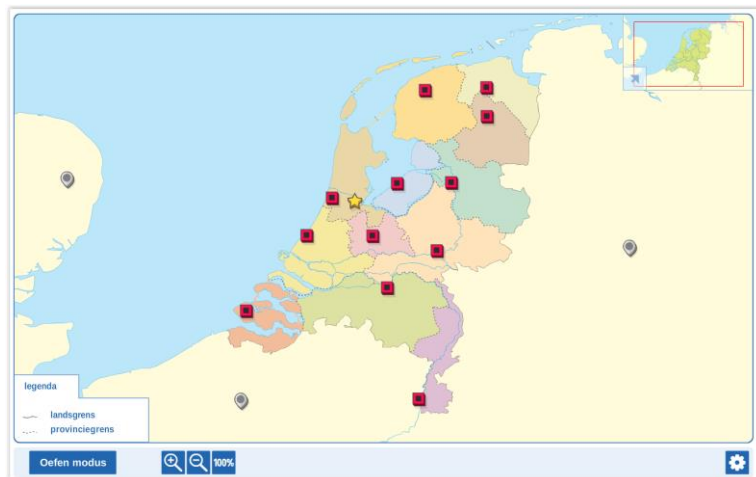 legenda
landsgrens
provinciegrens
Oefen modus
100%